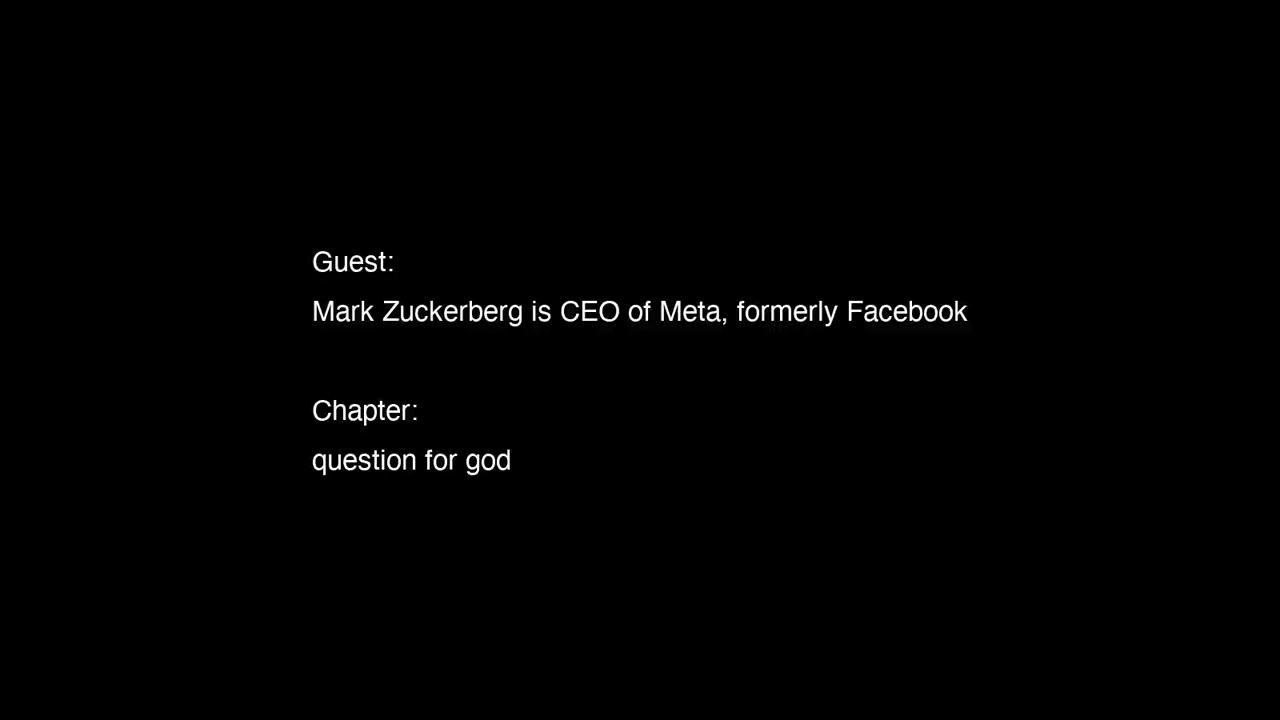 Guest:
Mark Zuckerberg is CEO of Meta, formerly Facebook
Chapter:
question for god